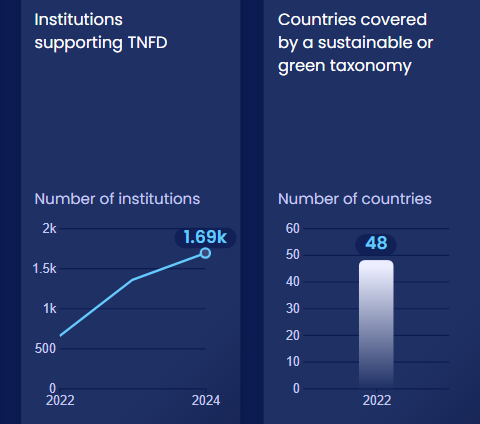 Institutions
supporting TNFD
Number of institutions
2k
1.69k
1.5k
1k
500
0
2022
2024
Countries covered
by a sustainable or
green taxonomy
Number of countries
60
48
50
40
30
20
10
0
2022